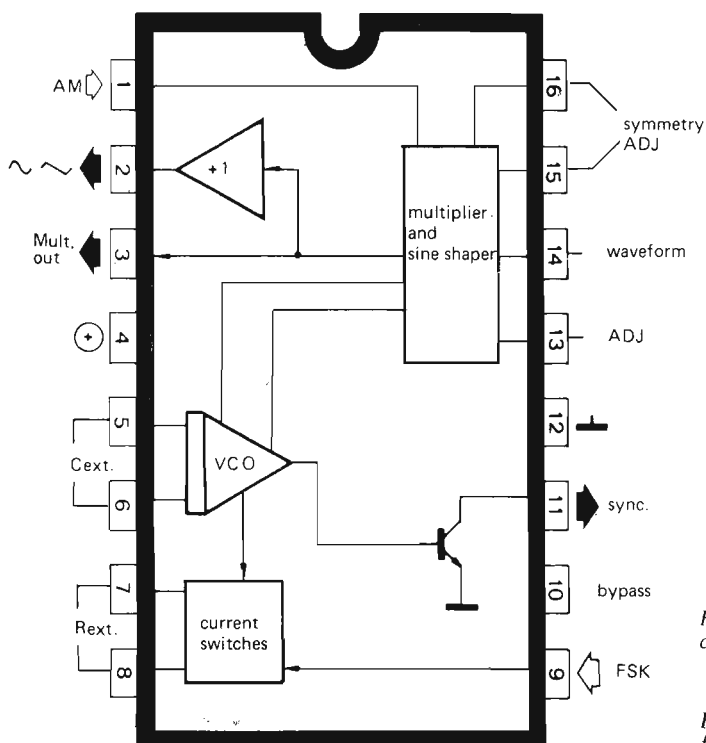 AM
1
2
Mult.
out
3
+
4
5
Cext.
6
7
Rext.
8
+1
multiplier
and
sine shaper
VCO
current
switches
16
symmetry
ADJ
15
14
waveform
13
ADJ
12
11
sync.
10
bypass
9
FSK